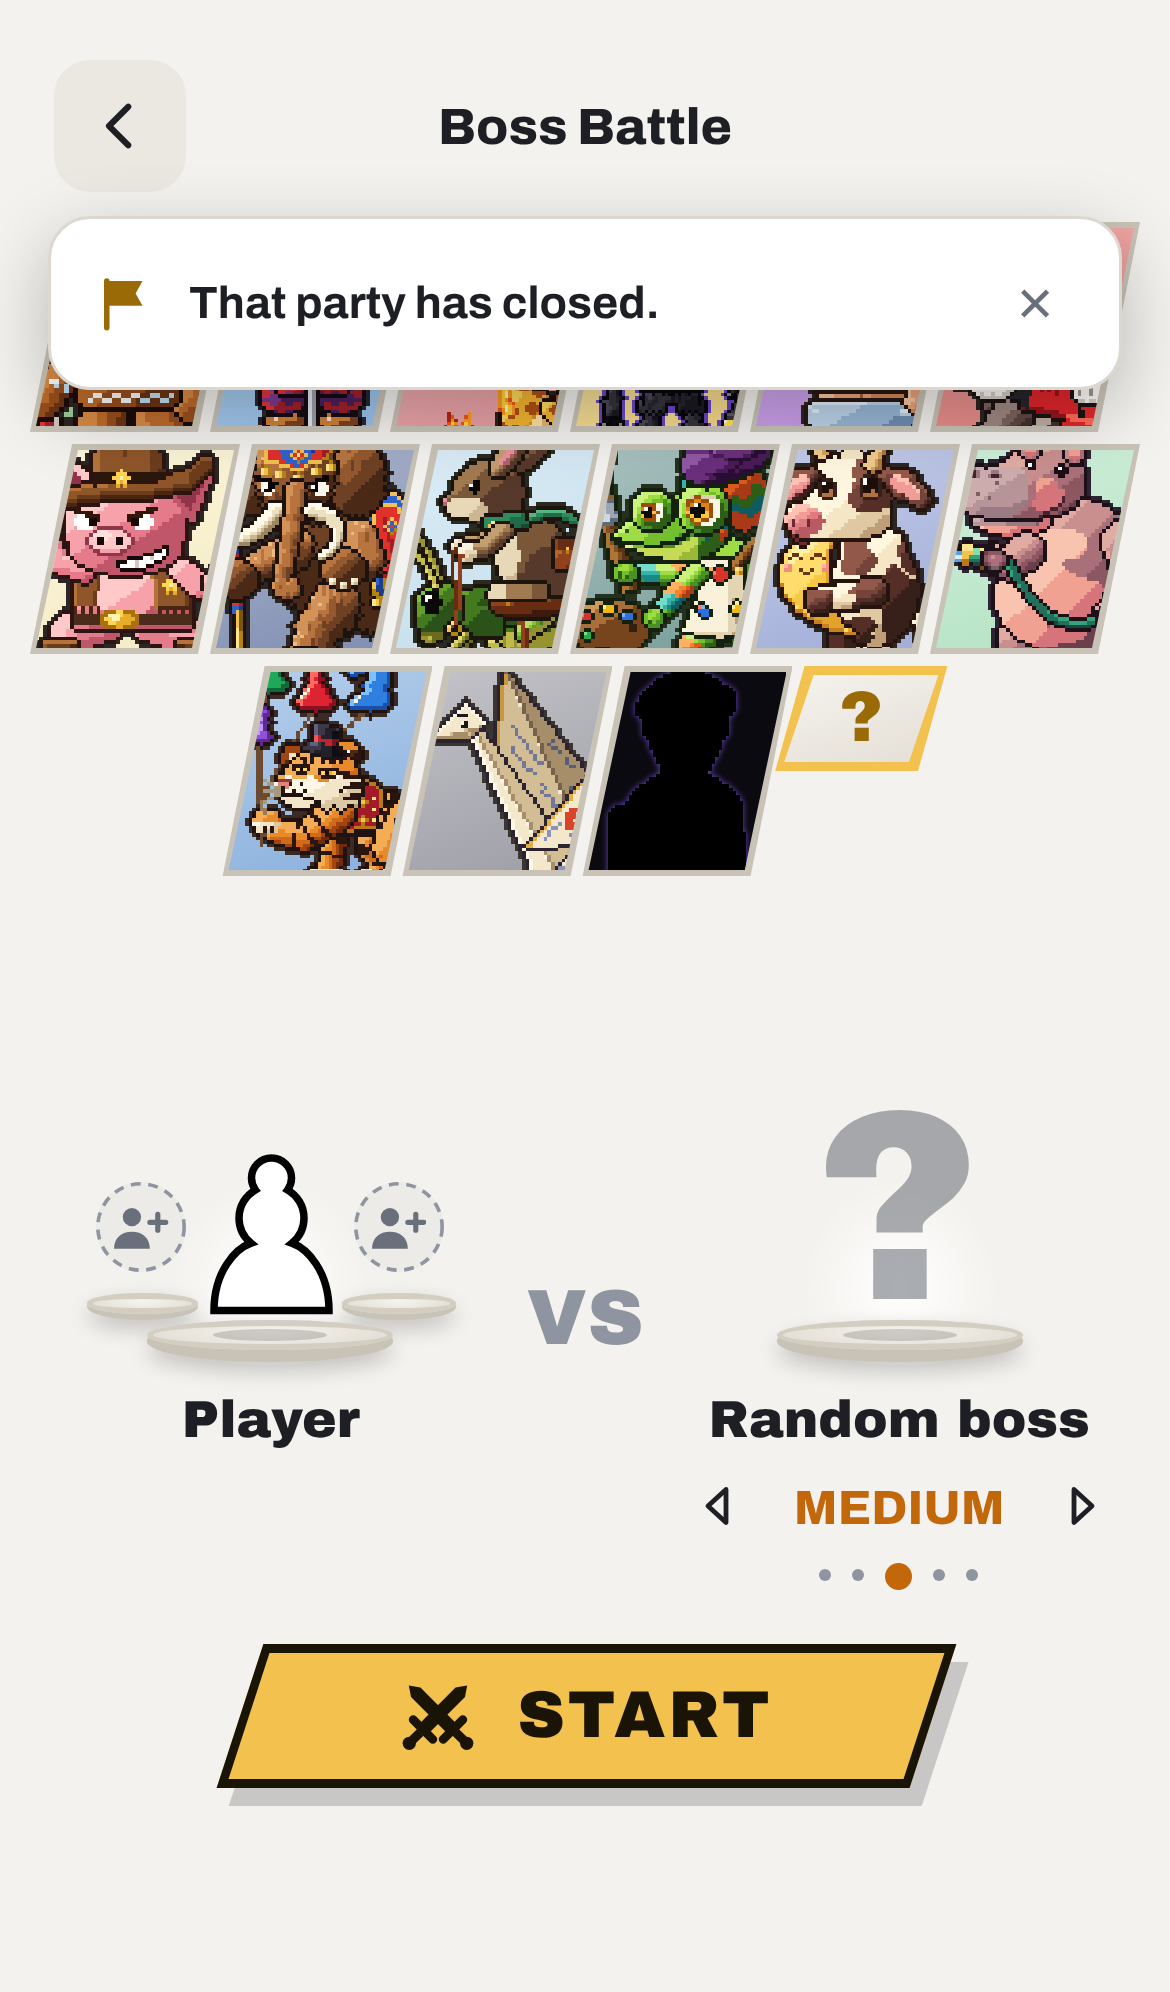 Boss Battle
That party has closed.
?
?
VS
Player
Random boss
MEDIUM
START